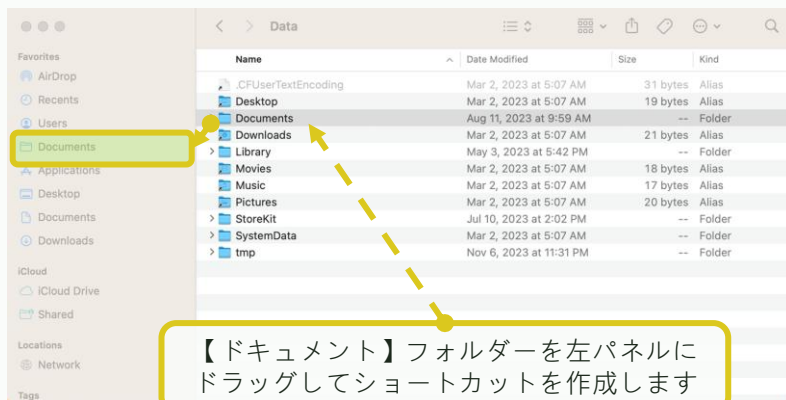 Data
Favorites
AirDrop
Recents
Users
Documents
Applications
Desktop
Documents
Downloads
iCloud
iCloud Drive
Shared
Locations
Network
Tags
Name Date Modified Size Kind
.CFUserTextEncoding Mar 2, 2023 at 5:07 AM 31 bytes Alias
Desktop Mar 2, 2023 at 5:07 AM 19 bytes Alias
Documents Aug 11, 2023 at 9:59 AM -- Folder
Downloads Mar 2, 2023 at 5:07 AM 21 bytes Alias
Library May 3, 2023 at 5:42 PM -- Folder
Movies Mar 2, 2023 at 5:07 AM 18 bytes Alias
Music Mar 2, 2023 at 5:07 AM 17 bytes Alias
Pictures Mar 2, 2023 at 5:07 AM 20 bytes Alias
StoreKit Jul 10, 2023 at 2:02 PM -- Folder
SystemData Mar 2, 2023 at 5:07 AM -- Folder
tmp Nov 6, 2023 at 11:31 PM -- Folder
【ドキュメント】フォルダーを左パネルに
ドラッグしてショートカットを作成します